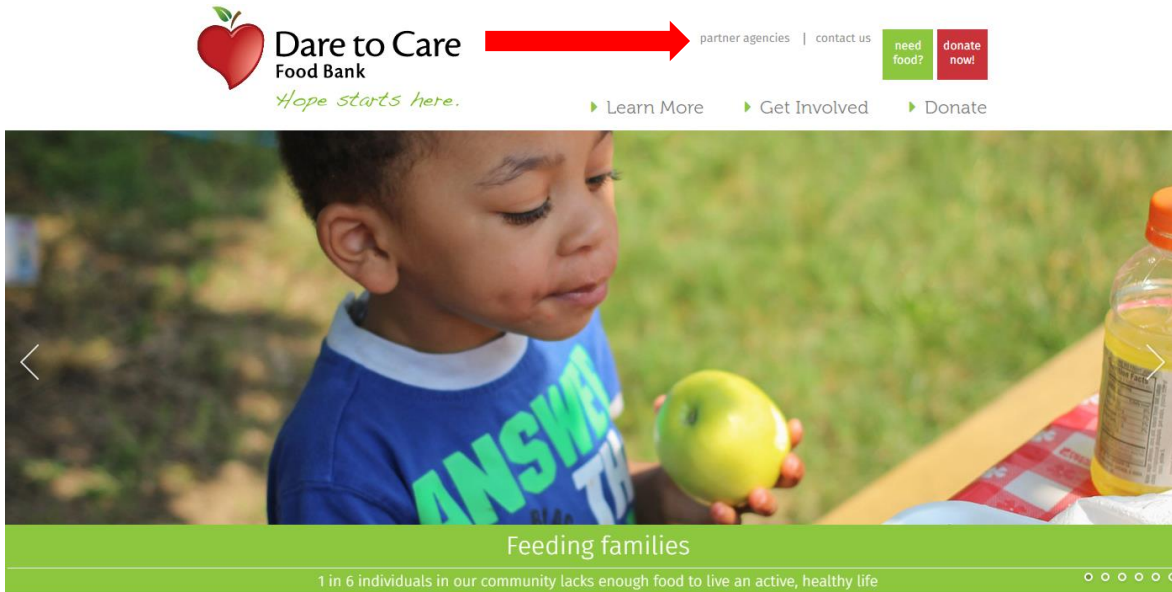 Dare to Care
Food Bank
Hope starts here.
partner agencies | contact us
need
food?
donate
now!
Learn More
Get Involved
Donate
ANSWE
TH
Feeding families
1 in 6 individuals in our community lacks enough food to live an active, healthy life